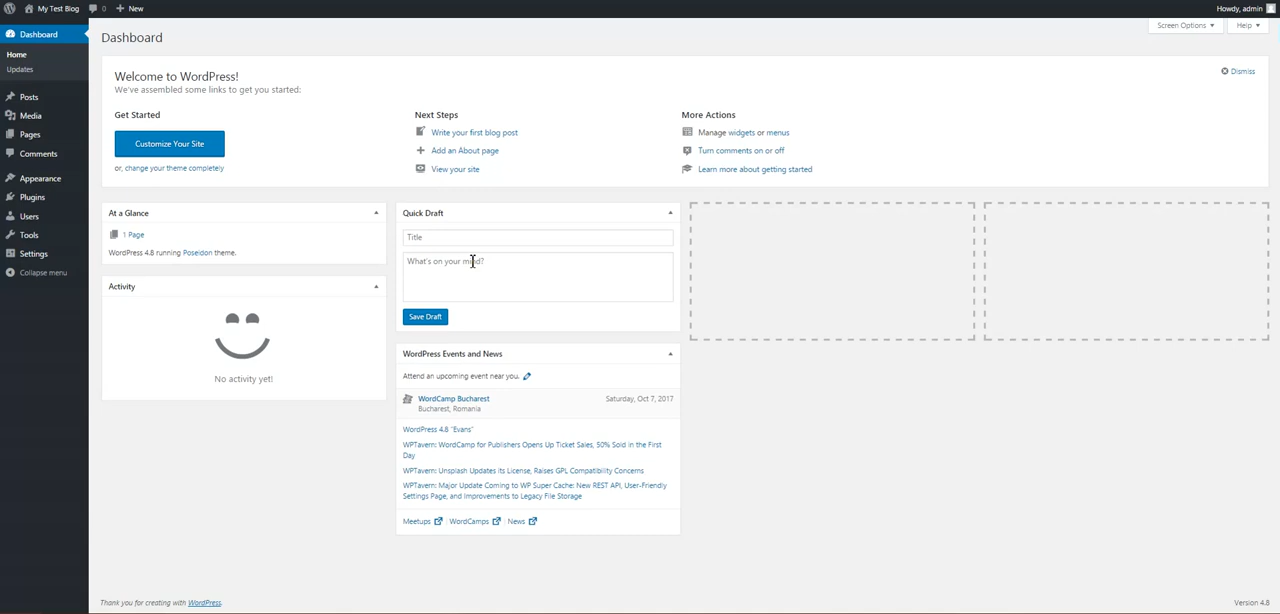 My Test Blog 0 + New Howdy, admin
Dashboard
Home
Updates
Posts
Media
Pages
Comments
Appearance
Plugins
Users
Tools
Settings
Collapse menu
Screen Options Help
Dashboard
Welcome to WordPress!
We've assembled some links to get you started:
Dismiss
Get Started
Customize Your Site
or, change your theme completely
Next Steps
Write your first blog post
Add an About page
View your site
More Actions
Manage widgets or menus
Turn comments on or off
Learn more about getting started
At a Glance
1 Page
WordPress 4.8 running Poseidon theme.
Activity
No activity yet!
Quick Draft
Title
What's on your mind?
Save Draft
WordPress Events and News
Attend an upcoming event near you.
WordCamp Bucharest Saturday, Oct 7, 2017
Bucharest, Romania
WordPress 4.8 "Evans"
WPTavern: WordCamp for Publishers Opens Up Ticket Sales, 50% Sold in the First
Day
WPTavern: Unsplash Updates Its License, Raises GPL Compatibility Concerns
WPTavern: Major Update Coming to WP Super Cache: New REST API, User-Friendly
Settings Page, and Improvements to Legacy File Storage
Meetups WordCamps News
Thank you for creating with WordPress.
Version 4.8